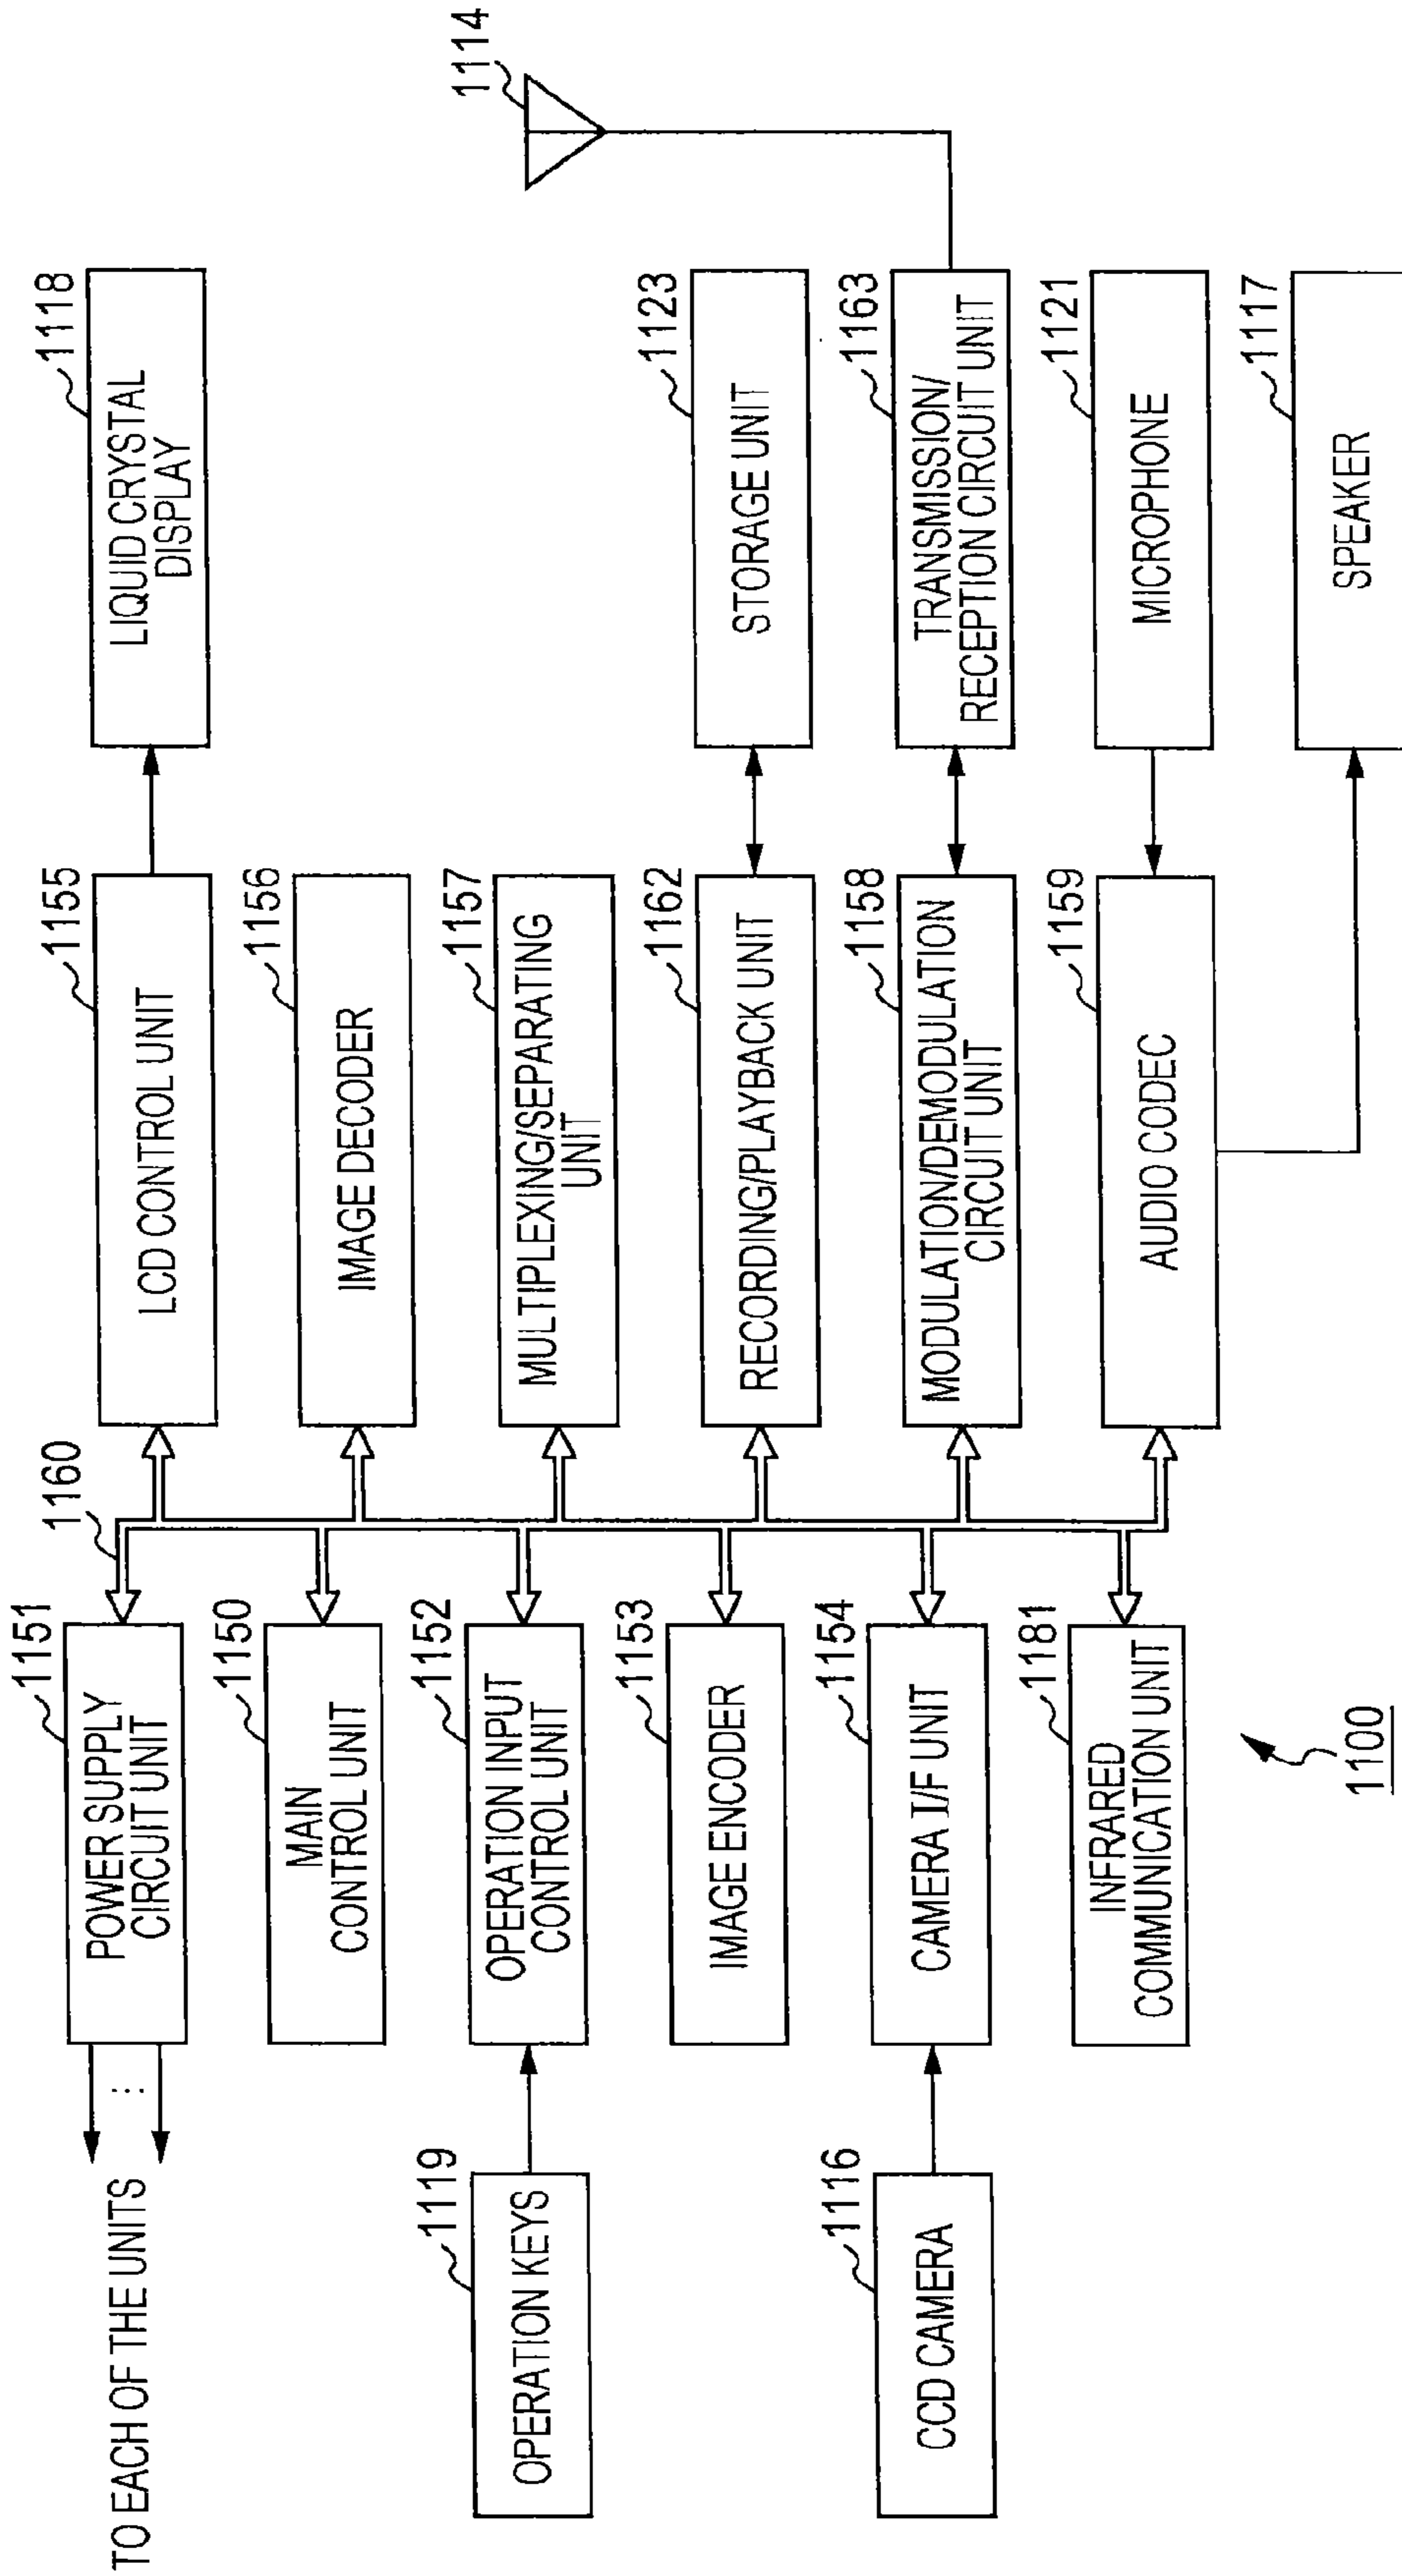 TO EACH OF THE UNITS
1151
POWER SUPPLY
CIRCUIT UNIT
1160
1155
LCD CONTROL UNIT
1118
LIQUID CRYSTAL
DISPLAY
1150
MAIN
CONTROL UNIT
1156
IMAGE DECODER
1119
OPERATION KEYS
1152
OPERATION INPUT
CONTROL UNIT
1157
MULTIPLEXING/SEPARATING
UNIT
1114
1153
IMAGE ENCODER
1162
RECORDING/PLAYBACK UNIT
1123
STORAGE UNIT
1116
CCD CAMERA
1154
CAMERA I/F UNIT
1158
MODULATION/DEMODULATION
CIRCUIT UNIT
1163
TRANSMISSION/
RECEPTION CIRCUIT UNIT
1181
INFRARED
COMMUNICATION UNIT
1159
AUDIO CODEC
1121
MICROPHONE
1117
SPEAKER
1100